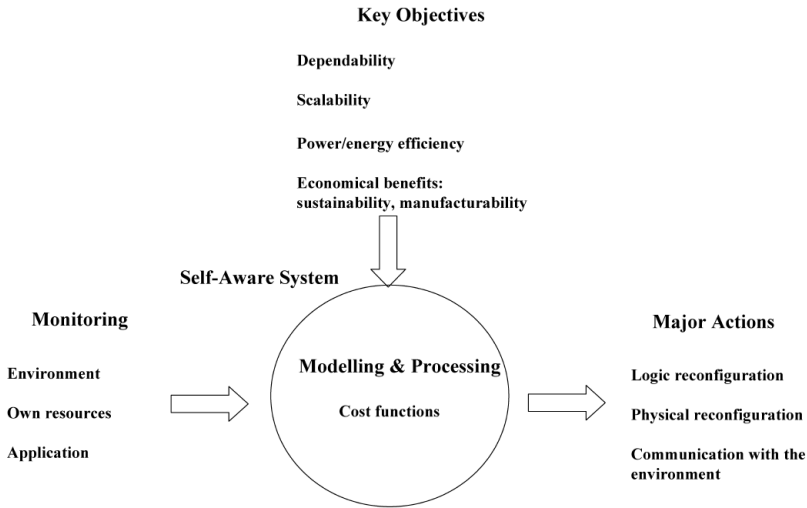 Key Objectives
Dependability
Scalability
Power/energy efficiency
Economical benefits:
sustainability, manufacturability
Self-Aware System
Monitoring
Environment
Own resources
Application
Modelling & Processing
Cost functions
Major Actions
Logic reconfiguration
Physical reconfiguration
Communication with the
environment